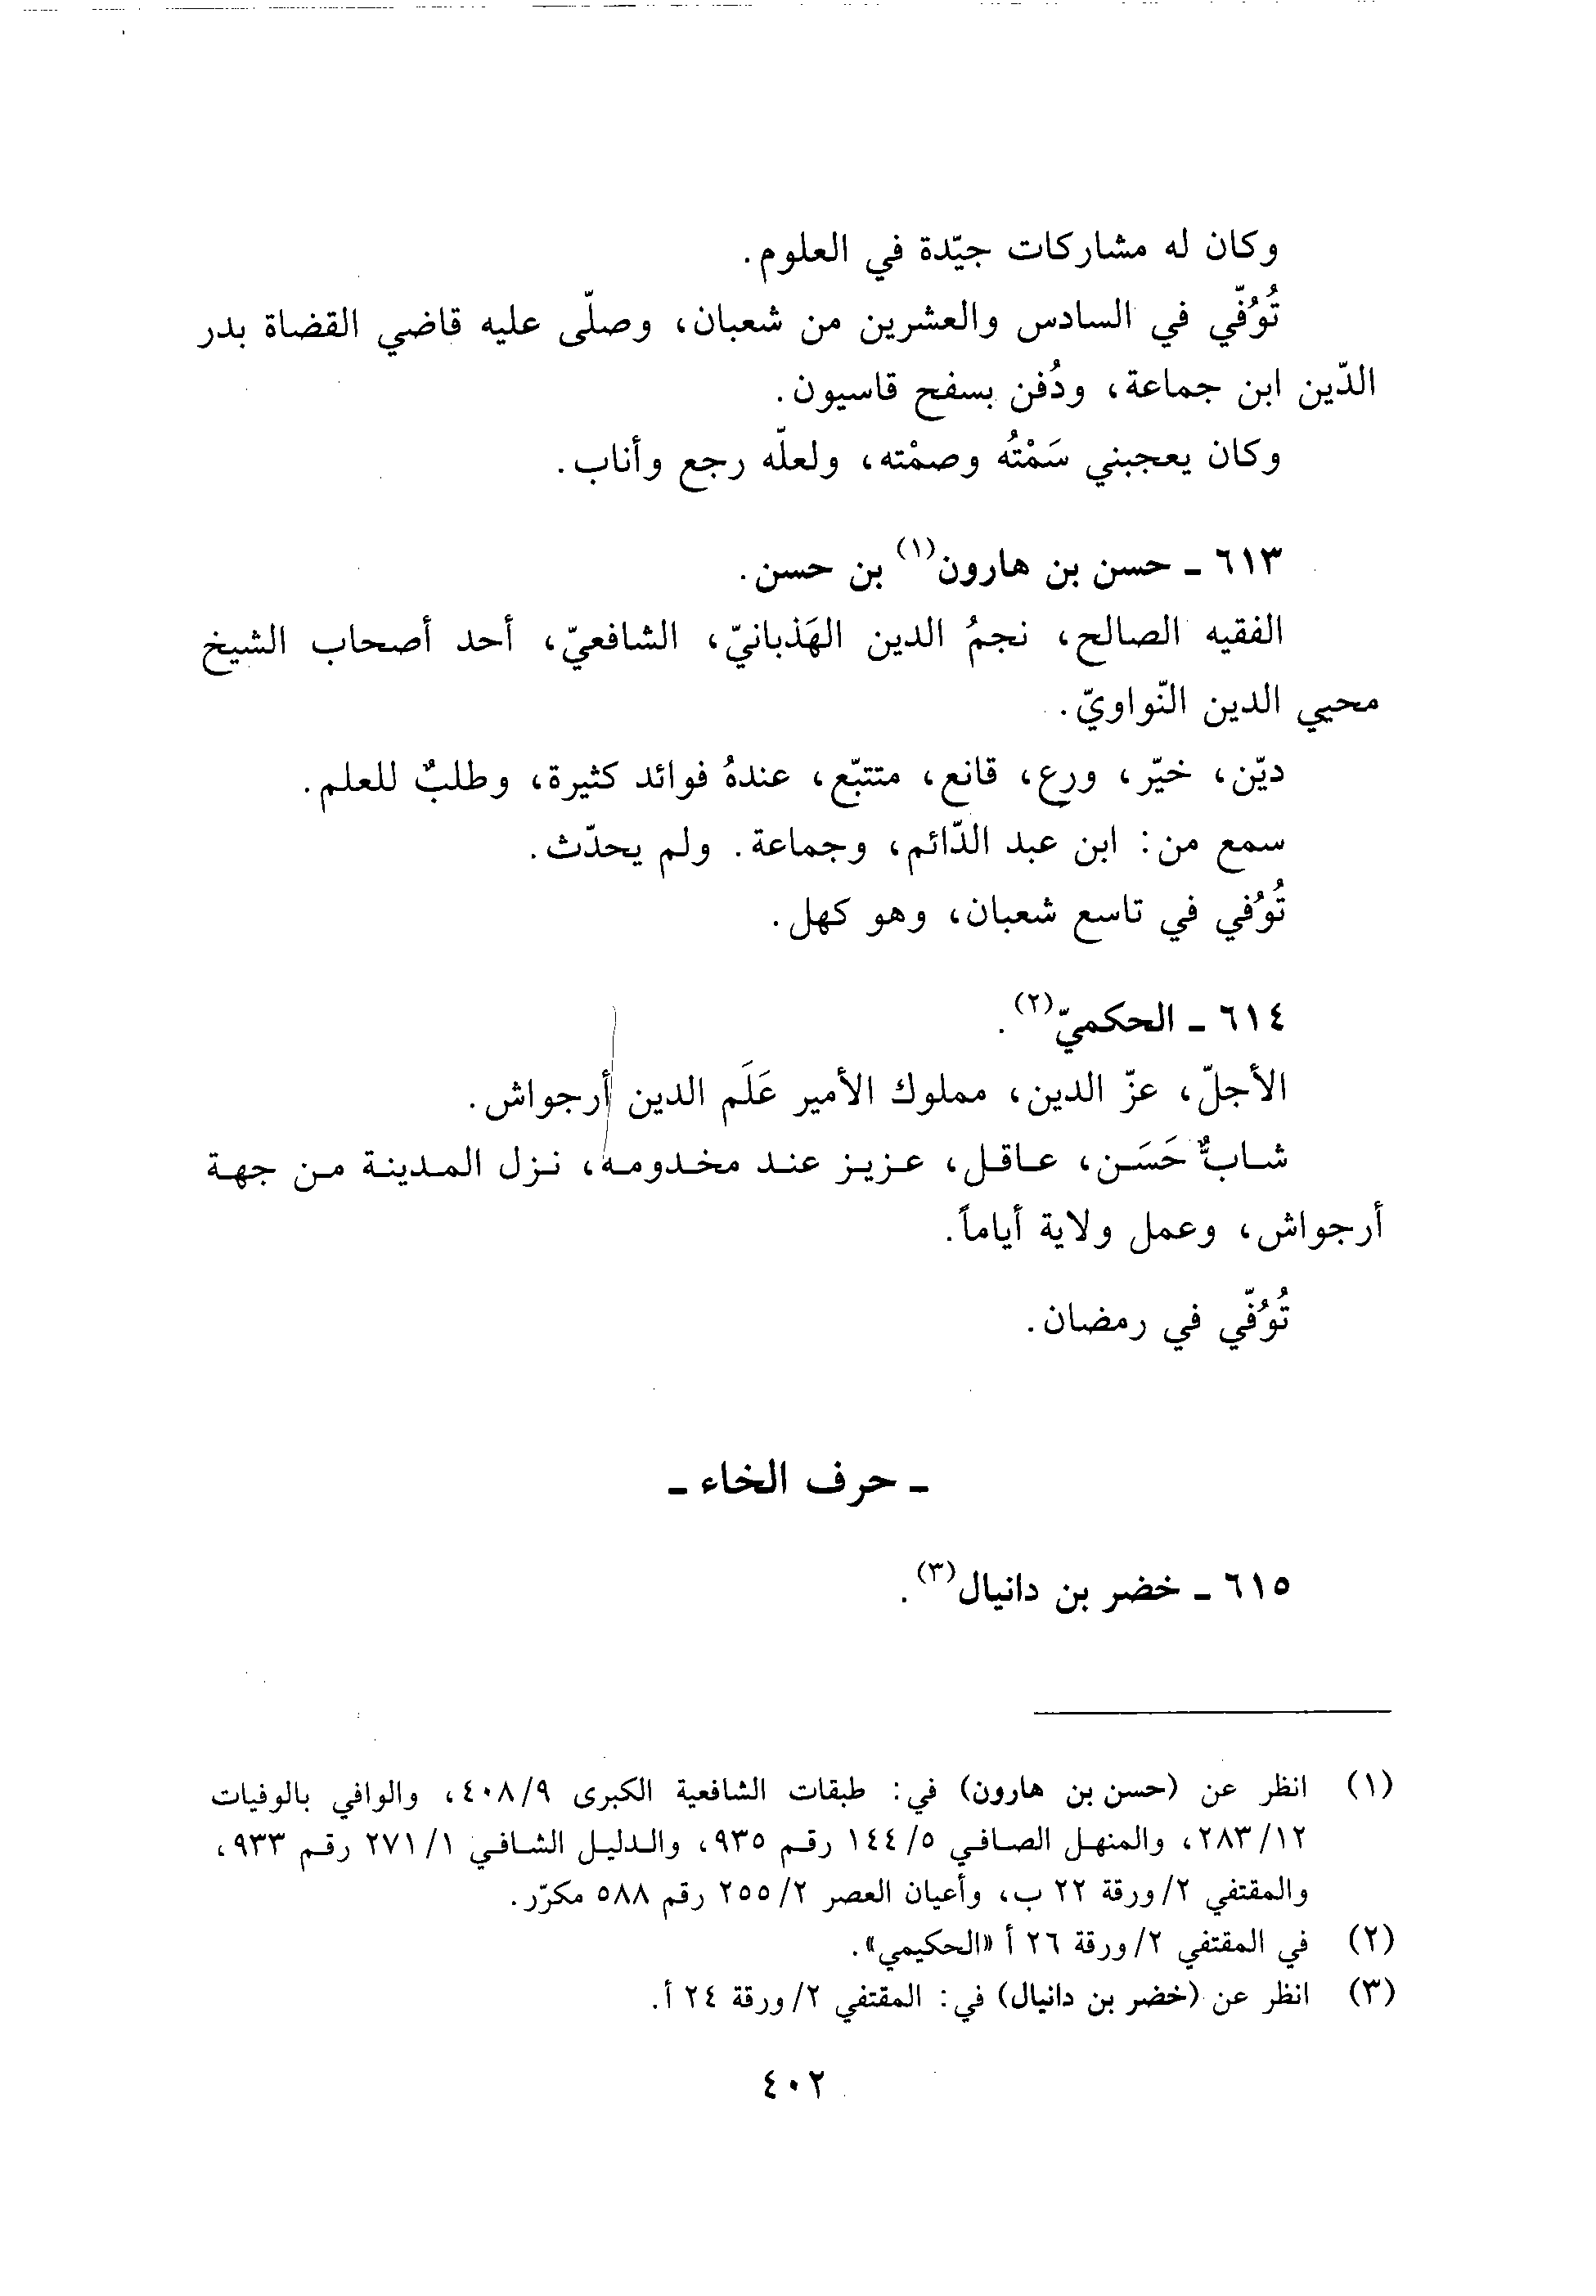 وكان له مشاركات جيّدة في العلوم.
تُوُفّي في السادس والعشرين من شعبان، وصلّى عليه قاضي القضاة بدر
الدّين ابن جماعة، ودُفن بسفح قاسيون.
وكان يعجبني سَمْتُه وصمْته، ولعلّه رجع وأناب.
٦١٣ ـ حسن بن هارون(١) بن حسن.
الفقيه الصالح، نجمُ الدين الهَذبانيّ، الشافعيّ، أحد أصحاب الشيخ
محيي الدين النّواويّ.
ديّن، خيّر، ورع، قانع، متتبّع، عندهُ فوائد كثيرة، وطلبٌ للعلم.
سمع من: ابن عبد الدّائم، وجماعة. ولم يحدّث.
تُوُفي في تاسع شعبان، وهو كهل.
٦١٤ ـ الحكميّ(٢).
الأجلّ، عزّ الدين، مملوك الأمير عَلَم الدين أرجواش.
شابٌّ حَسَن، عاقل، عزيز عند مخدومه، نزل المدينة من جهة
أرجواش، وعمل ولاية أياماً.
تُوُفّي في رمضان.
ـ حرف الخاء ـ
٦١٥ ـ خضر بن دانيال(٣).
(١) انظر عن (حسن بن هارون) في: طبقات الشافعية الكبرى ٤٠٨/٩، والوافي بالوفيات
٢٨٣/١٢، والمنهل الصافي ١٤٤/٥ رقم ٩٣٥، والدليل الشافي ٢٧١/١ رقم ٩٣٣،
والمقتفي ٢/ورقة ٢٢ ب، وأعيان العصر ٢٥٥/٢ رقم ٥٨٨ مكرّر.
(٢) في المقتفي ٢/ورقة ٢٦ أ «الحكيمي».
(٣) انظر عن (خضر بن دانيال) في: المقتفي ٢/ورقة ٢٤ أ.
٤٠٢